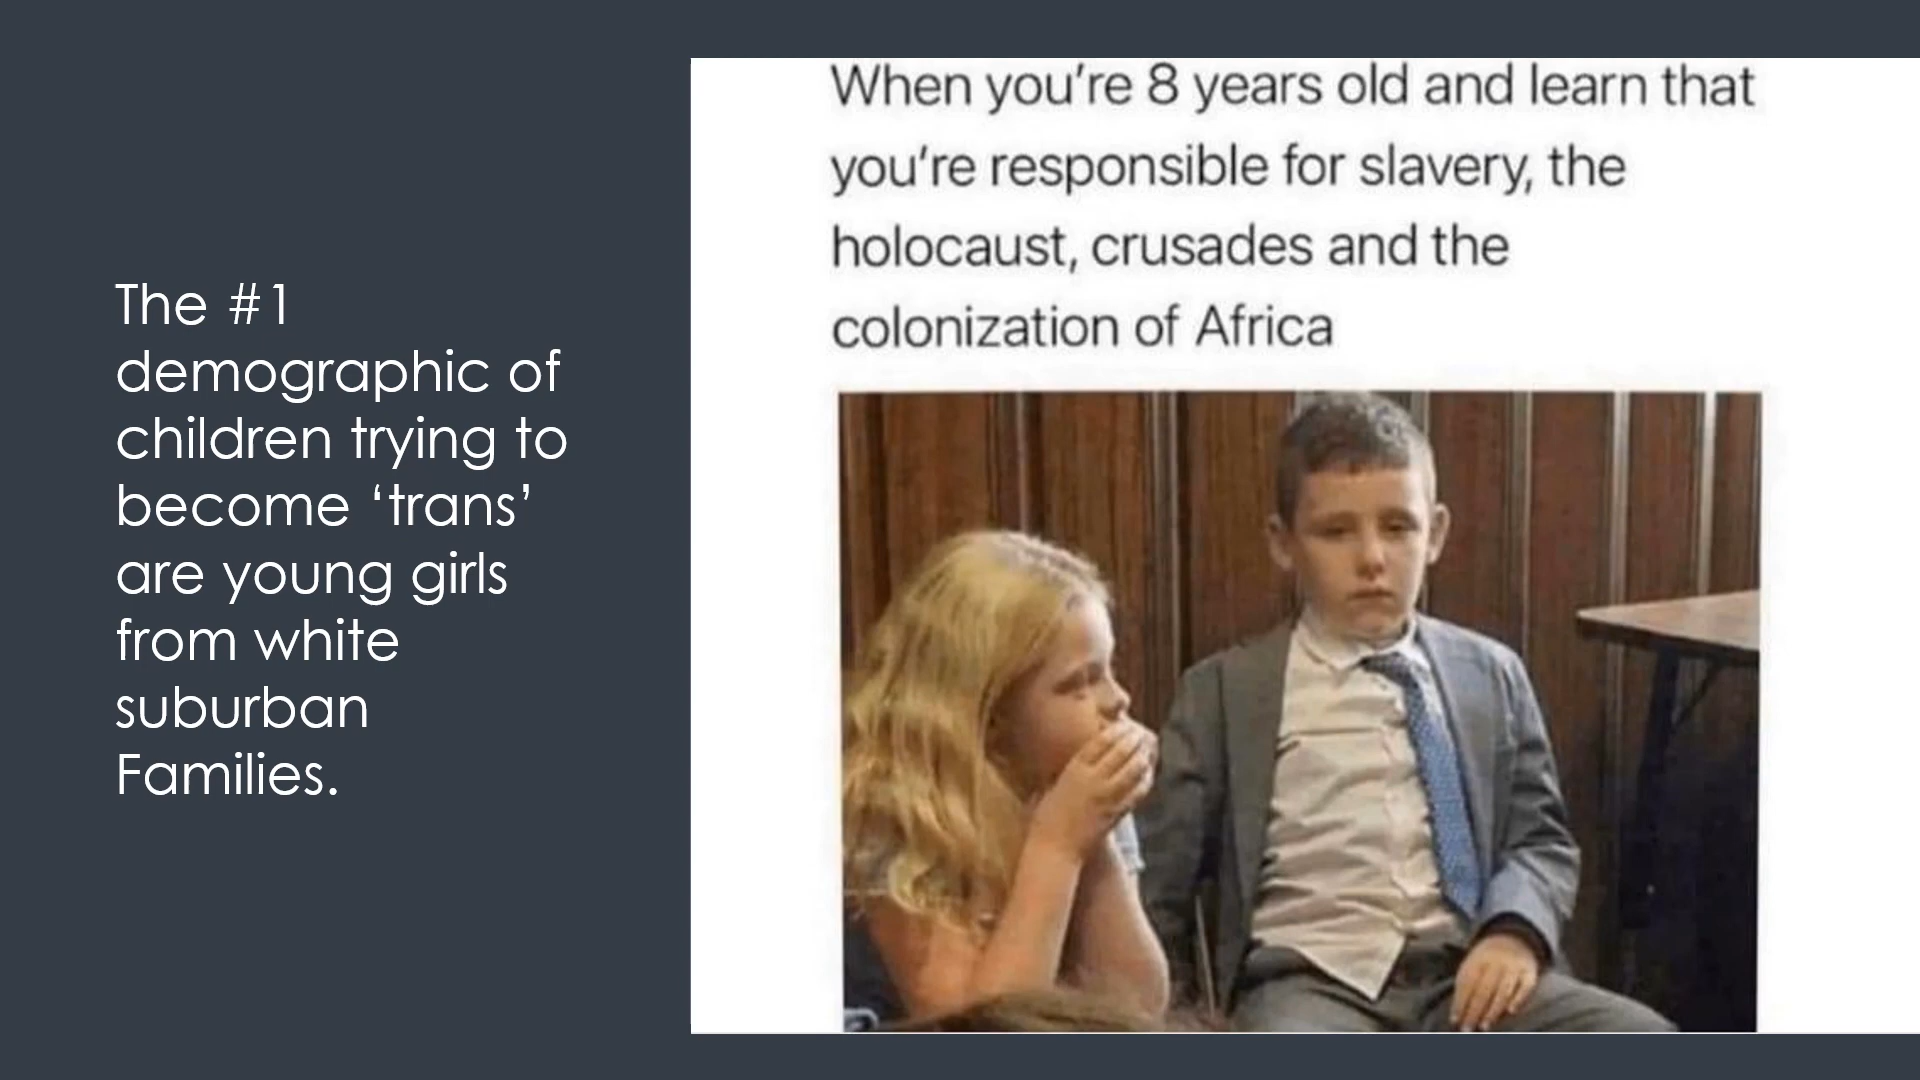 The #1
demographic of
children trying to
become ‘trans’
are young girls
from white
suburban
Families.
When you’re 8 years old and learn that
you’re responsible for slavery, the
holocaust, crusades and the
colonization of Africa